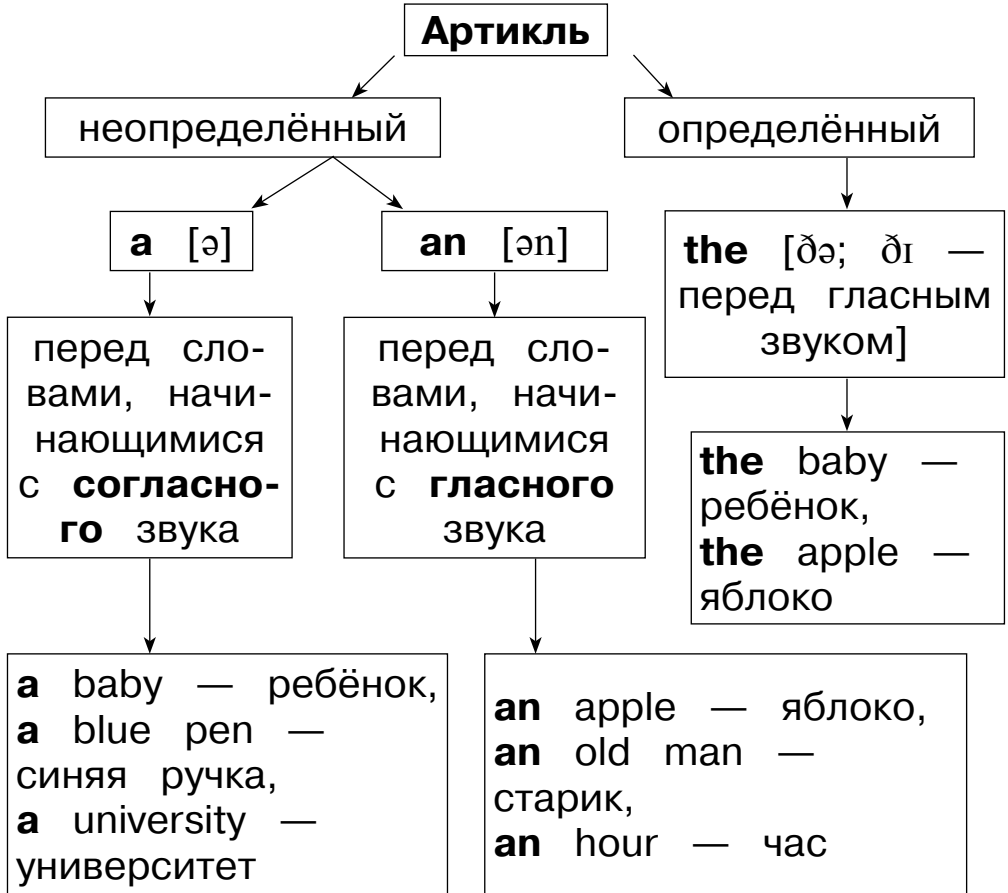 Артикль
неопределённый
определённый
a [ə]
an [ən]
the [ðə; ðɪ —
перед гласным
звуком]
перед сло-
вами, начи-
нающимися
с согласно-
го звука
перед сло-
вами, начи-
нающимися
с гласного
звука
the baby —
ребёнок,
the apple —
яблоко
a baby — ребёнок,
a blue pen —
синяя ручка,
a university —
университет
an apple — яблоко,
an old man —
старик,
an hour — час